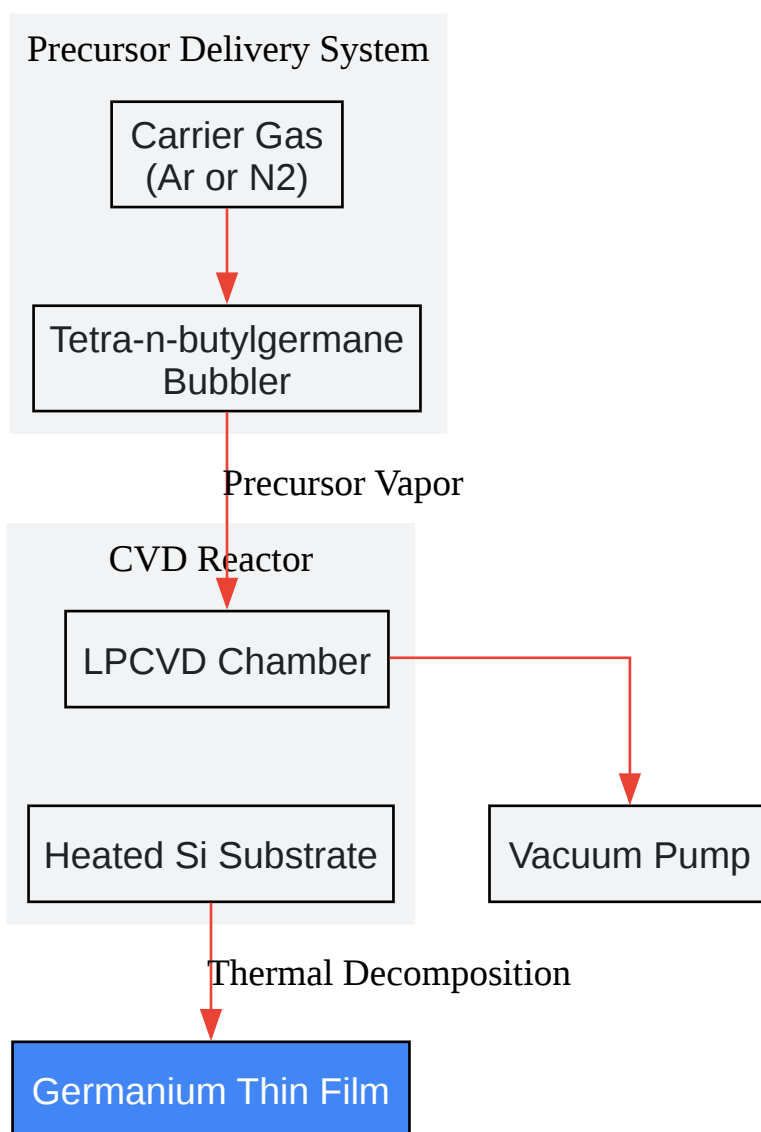 Precursor Delivery System
Carrier Gas
(Ar or N2)
Tetra-n-butylgermane
Bubbler
Precursor Vapor
CVD Reactor
LPCVD Chamber
Heated Si Substrate
Vacuum Pump
Thermal Decomposition
Germanium Thin Film